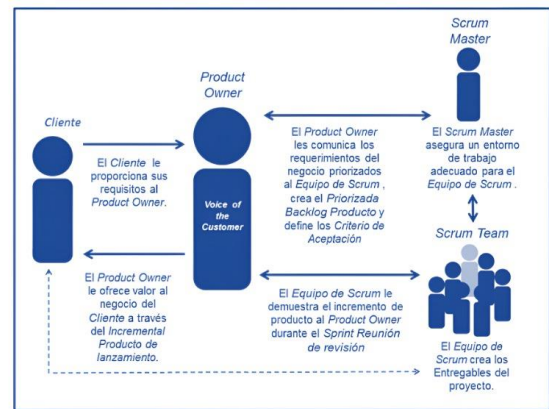 Scrum
Master
Product
Owner
Cliente
El Cliente le
proporciona sus
requisitos al
Product Owner.
Voice of
the
Customer
El Product Owner
les comunica los
requerimientos del
negocio priorizados
al Equipo de Scrum ,
crea el Priorizada
Backlog Producto y
define los Criterio de
Aceptación
El Scrum Master
asegura un entorno
de trabajo
adecuado para el
Equipo de Scrum .
Scrum Team
El Product Owner
le ofrece valor al
negocio del
Cliente a través
del Incremental
Producto de
lanzamiento.
El Equipo de Scrum le
demuestra el incremento de
producto al Product Owner
durante el Sprint Reunión
de revisión
El Equipo de
Scrum crea los
Entregables del
proyecto.